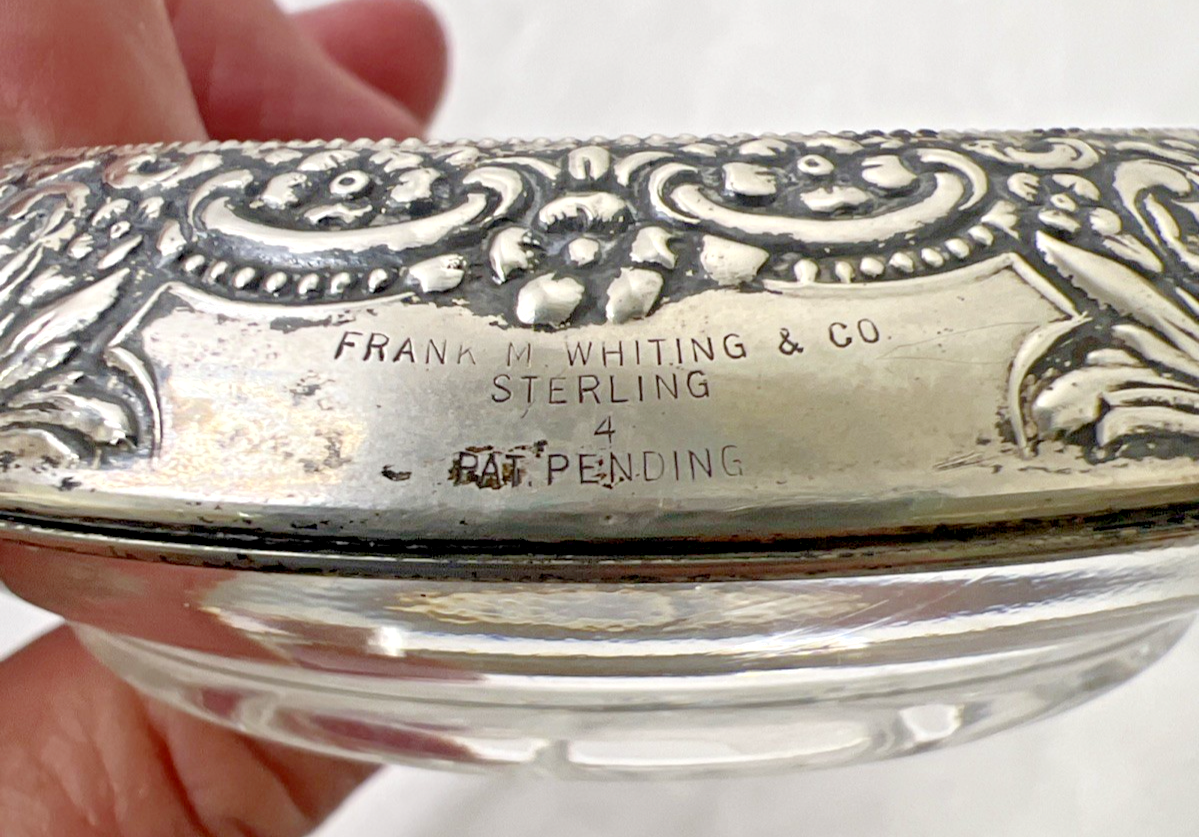 FRANK M WHITING & CO.
STERLING
4
PAT. PENDING